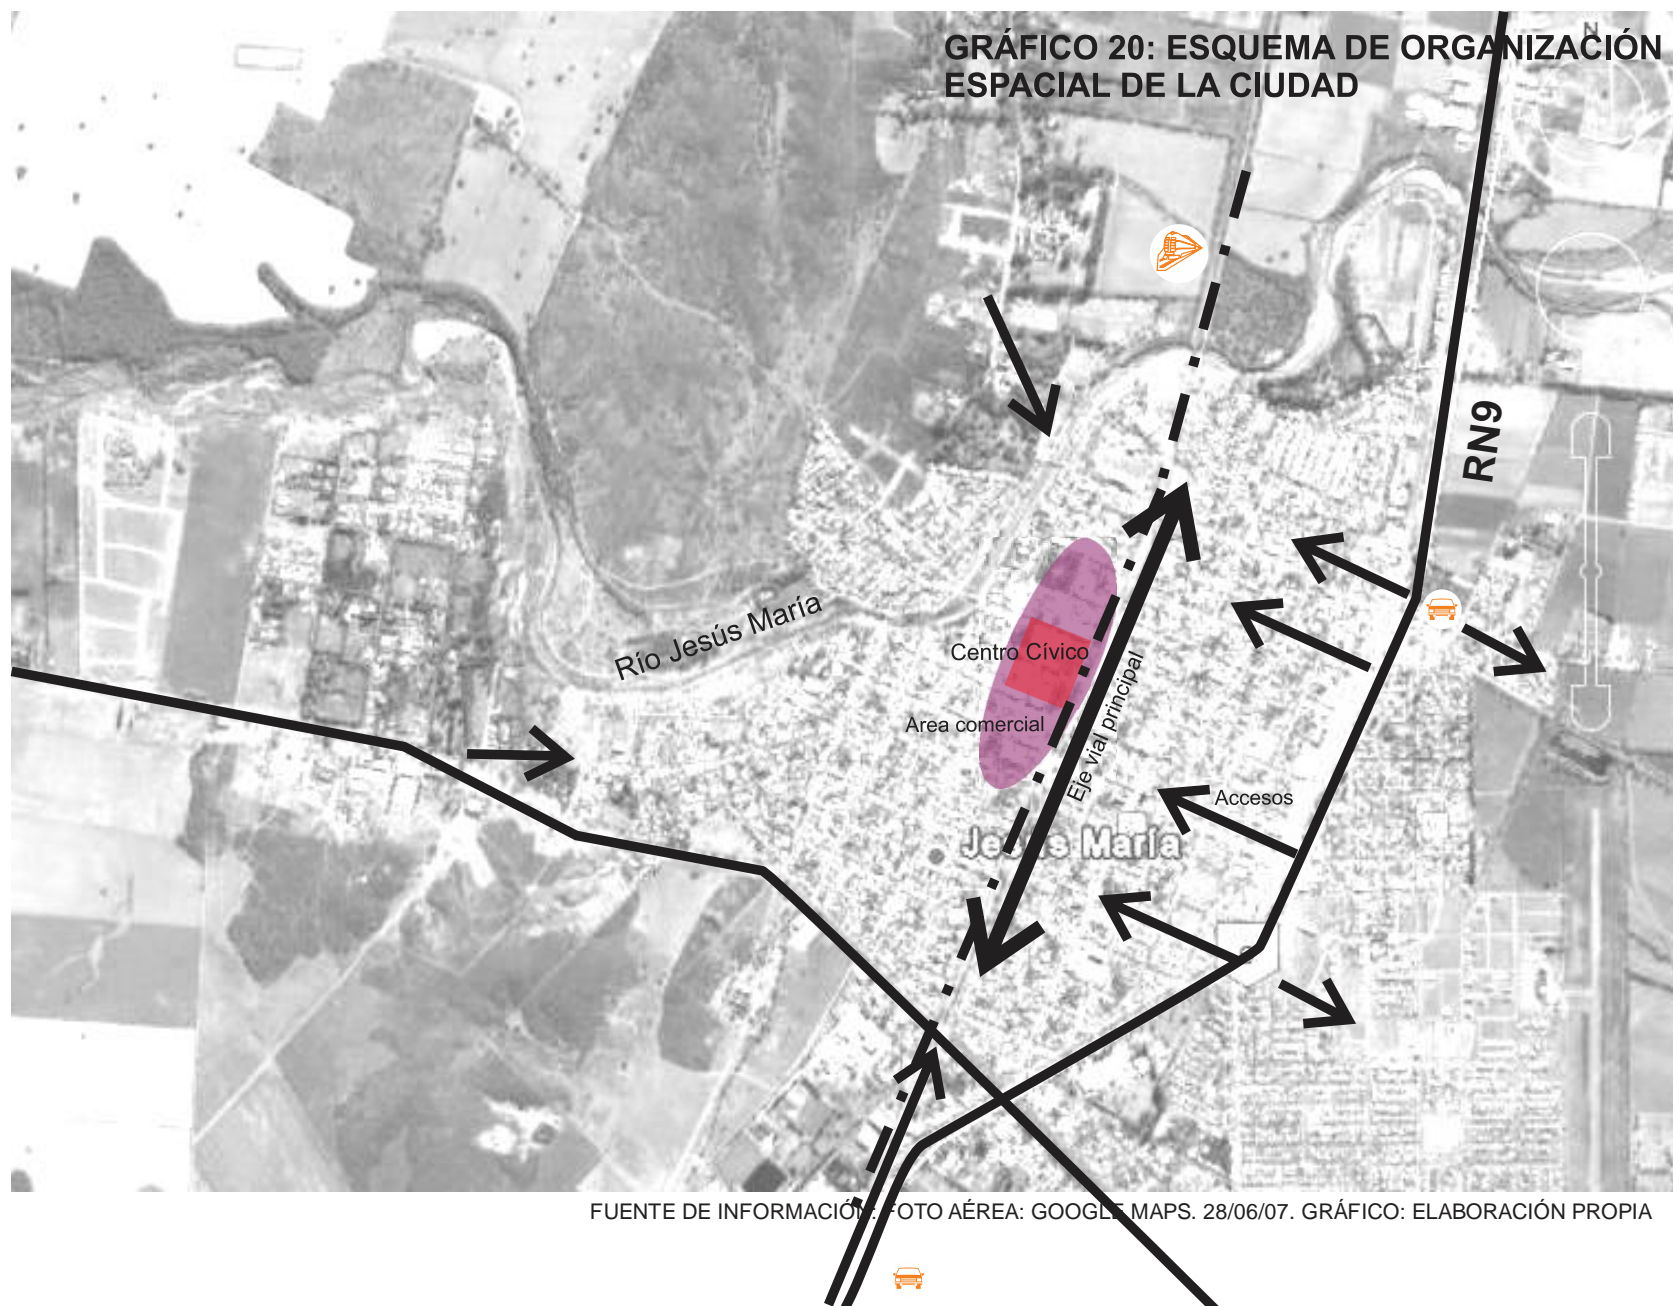 GRÁFICO 20: ESQUEMA DE ORGANIZACIÓN
ESPACIAL DE LA CIUDAD
N
RN9
Río Jesús María
Centro Cívico
Area comercial
Eje vial principal
Accesos
Jesús María
FUENTE DE INFORMACIÓN: FOTO AÉREA: GOOGLE MAPS. 28/06/07. GRÁFICO: ELABORACIÓN PROPIA